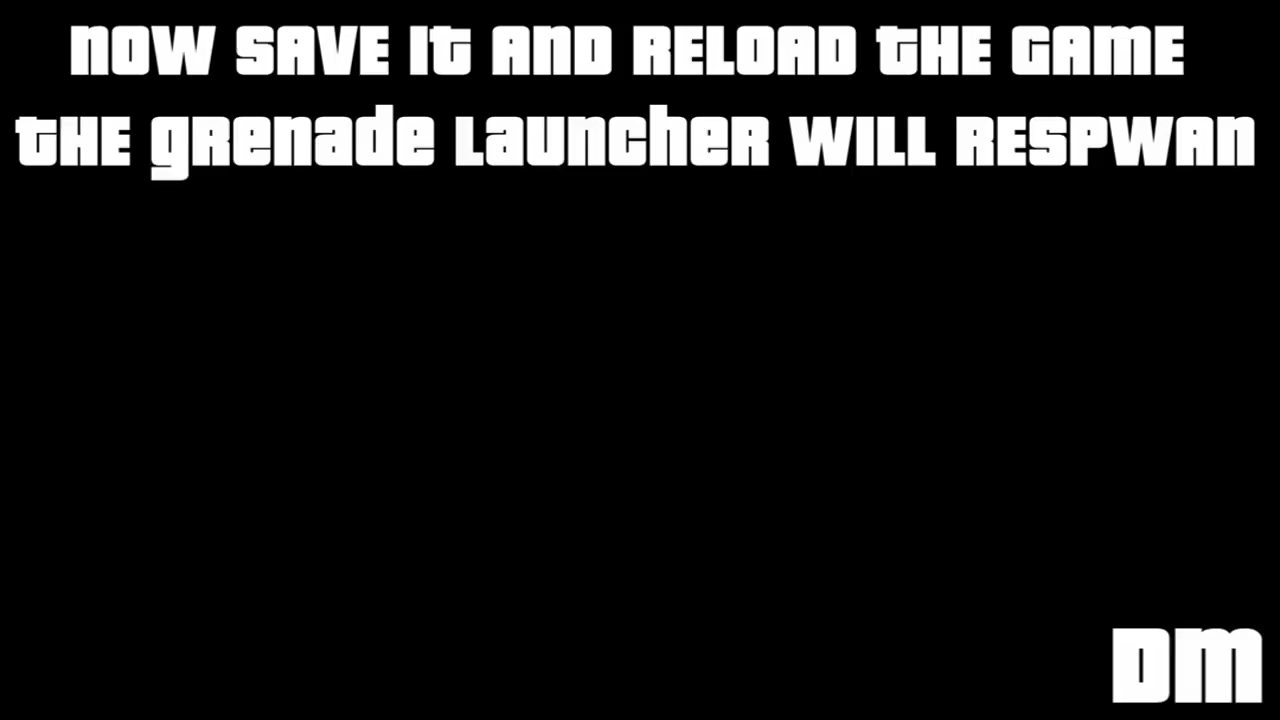 NOW SAVE IT AND RELOAD THE GAME
THE GRENADE LAUNCHER WILL RESPWAN
DM